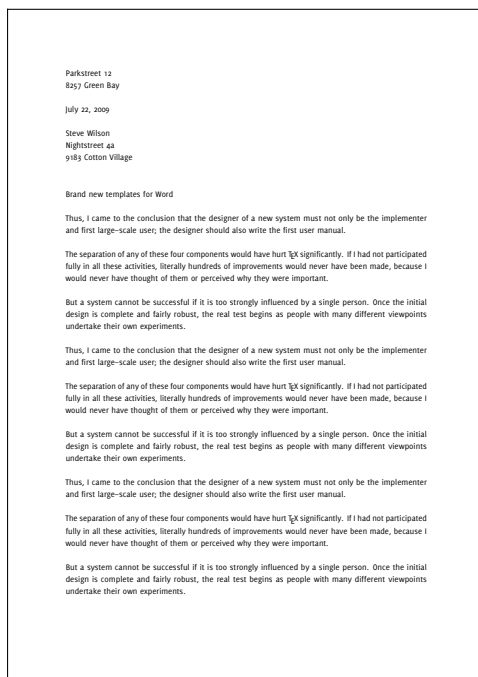 Parkstreet 12
8257 Green Bay
July 22, 2009
Steve Wilson
Nightstreet 4a
9183 Cotton Village
Brand new templates for Word
Thus, I came to the conclusion that the designer of a new system must not only be the implementer
and first large-scale user; the designer should also write the first user manual.
The separation of any of these four components would have hurt TEX significantly. If I had not participated
fully in all these activities, literally hundreds of improvements would never have been made, because I
would never have thought of them or perceived why they were important.
But a system cannot be successful if it is too strongly influenced by a single person. Once the initial
design is complete and fairly robust, the real test begins as people with many different viewpoints
undertake their own experiments.
Thus, I came to the conclusion that the designer of a new system must not only be the implementer
and first large-scale user; the designer should also write the first user manual.
The separation of any of these four components would have hurt TEX significantly. If I had not participated
fully in all these activities, literally hundreds of improvements would never have been made, because I
would never have thought of them or perceived why they were important.
But a system cannot be successful if it is too strongly influenced by a single person. Once the initial
design is complete and fairly robust, the real test begins as people with many different viewpoints
undertake their own experiments.
Thus, I came to the conclusion that the designer of a new system must not only be the implementer
and first large-scale user; the designer should also write the first user manual.
The separation of any of these four components would have hurt TEX significantly. If I had not participated
fully in all these activities, literally hundreds of improvements would never have been made, because I
would never have thought of them or perceived why they were important.
But a system cannot be successful if it is too strongly influenced by a single person. Once the initial
design is complete and fairly robust, the real test begins as people with many different viewpoints
undertake their own experiments.